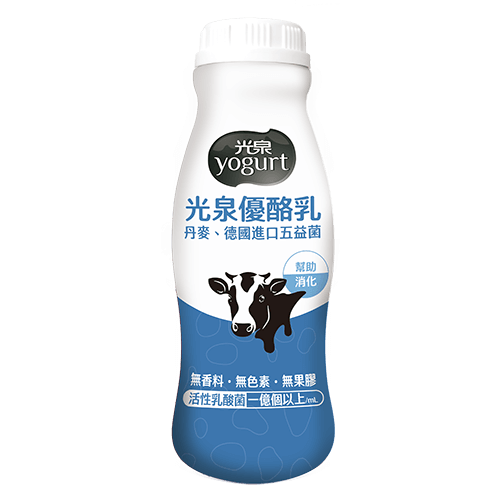 光泉
yogurt
光泉優酪乳
丹麥、德國進口五益菌
幫助
消化
無香料・無色素・無果膠
活性乳酸菌一億個以上/mL